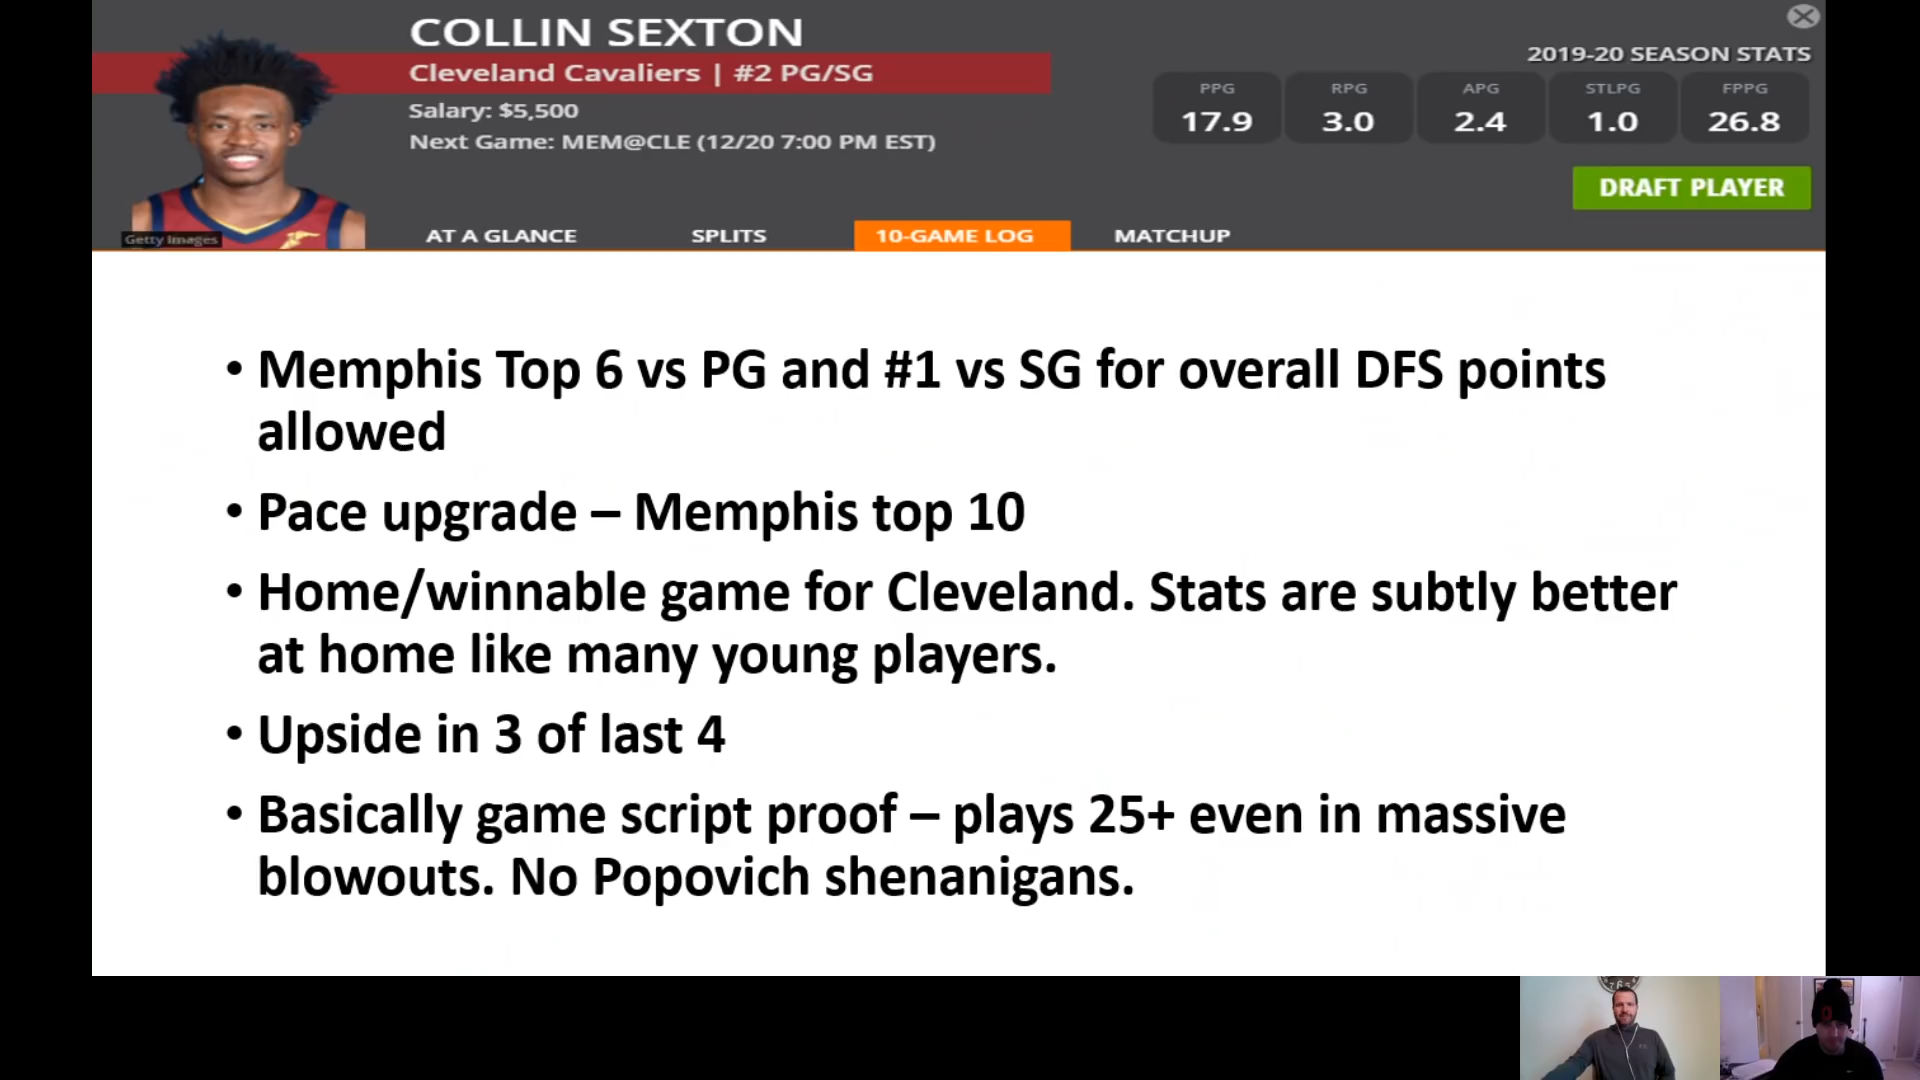 COLLIN SEXTON
Cleveland Cavaliers | #2 PG/SG
Salary: $5,500
Next Game: MEM@CLE (12/20 7:00 PM EST)
2019-20 SEASON STATS
PPG RPG APG STLPG FPPG
17.9 3.0 2.4 1.0 26.8
DRAFT PLAYER
Getty Images
AT A GLANCE SPLITS 10-GAME LOG MATCHUP
• Memphis Top 6 vs PG and #1 vs SG for overall DFS points
allowed
• Pace upgrade – Memphis top 10
• Home/winnable game for Cleveland. Stats are subtly better
at home like many young players.
• Upside in 3 of last 4
• Basically game script proof – plays 25+ even in massive
blowouts. No Popovich shenanigans.